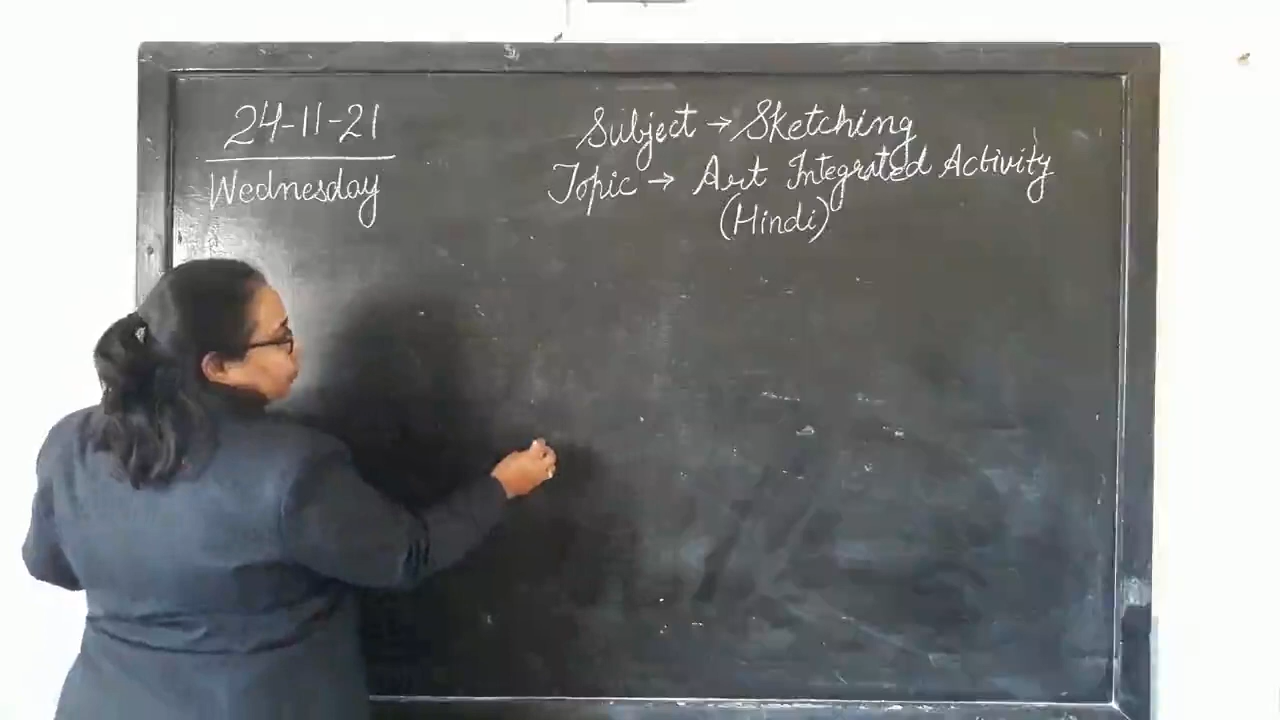 24-11-21
Wednesday
Subject → Sketching
Topic → Art Integrated Activity
(Hindi)